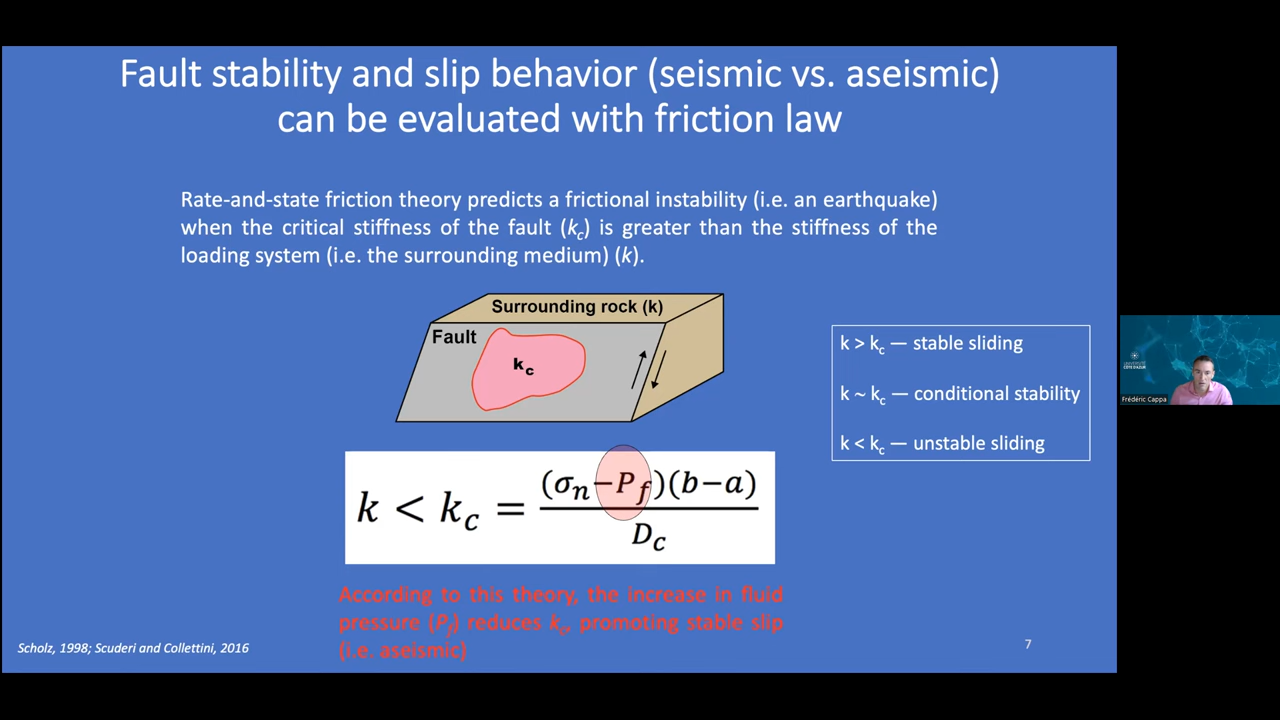 Fault stability and slip behavior (seismic vs. aseismic)
can be evaluated with friction law
Rate-and-state friction theory predicts a frictional instability (i.e. an earthquake)
when the critical stiffness of the fault (kc) is greater than the stiffness of the
loading system (i.e. the surrounding medium) (k).
Surrounding rock (k)
Fault
kc
k > kc — stable sliding
k ~ kc — conditional stability
k < kc — unstable sliding
k < kc = (σn−Pf)(b−a) / Dc
According to this theory, the increase in fluid
pressure (Pf) reduces kc, promoting stable slip
(i.e. aseismic)
Scholz, 1998; Scuderi and Collettini, 2016
7
UNIVERSITÉ
CÔTE D'AZUR
Frédéric Cappa